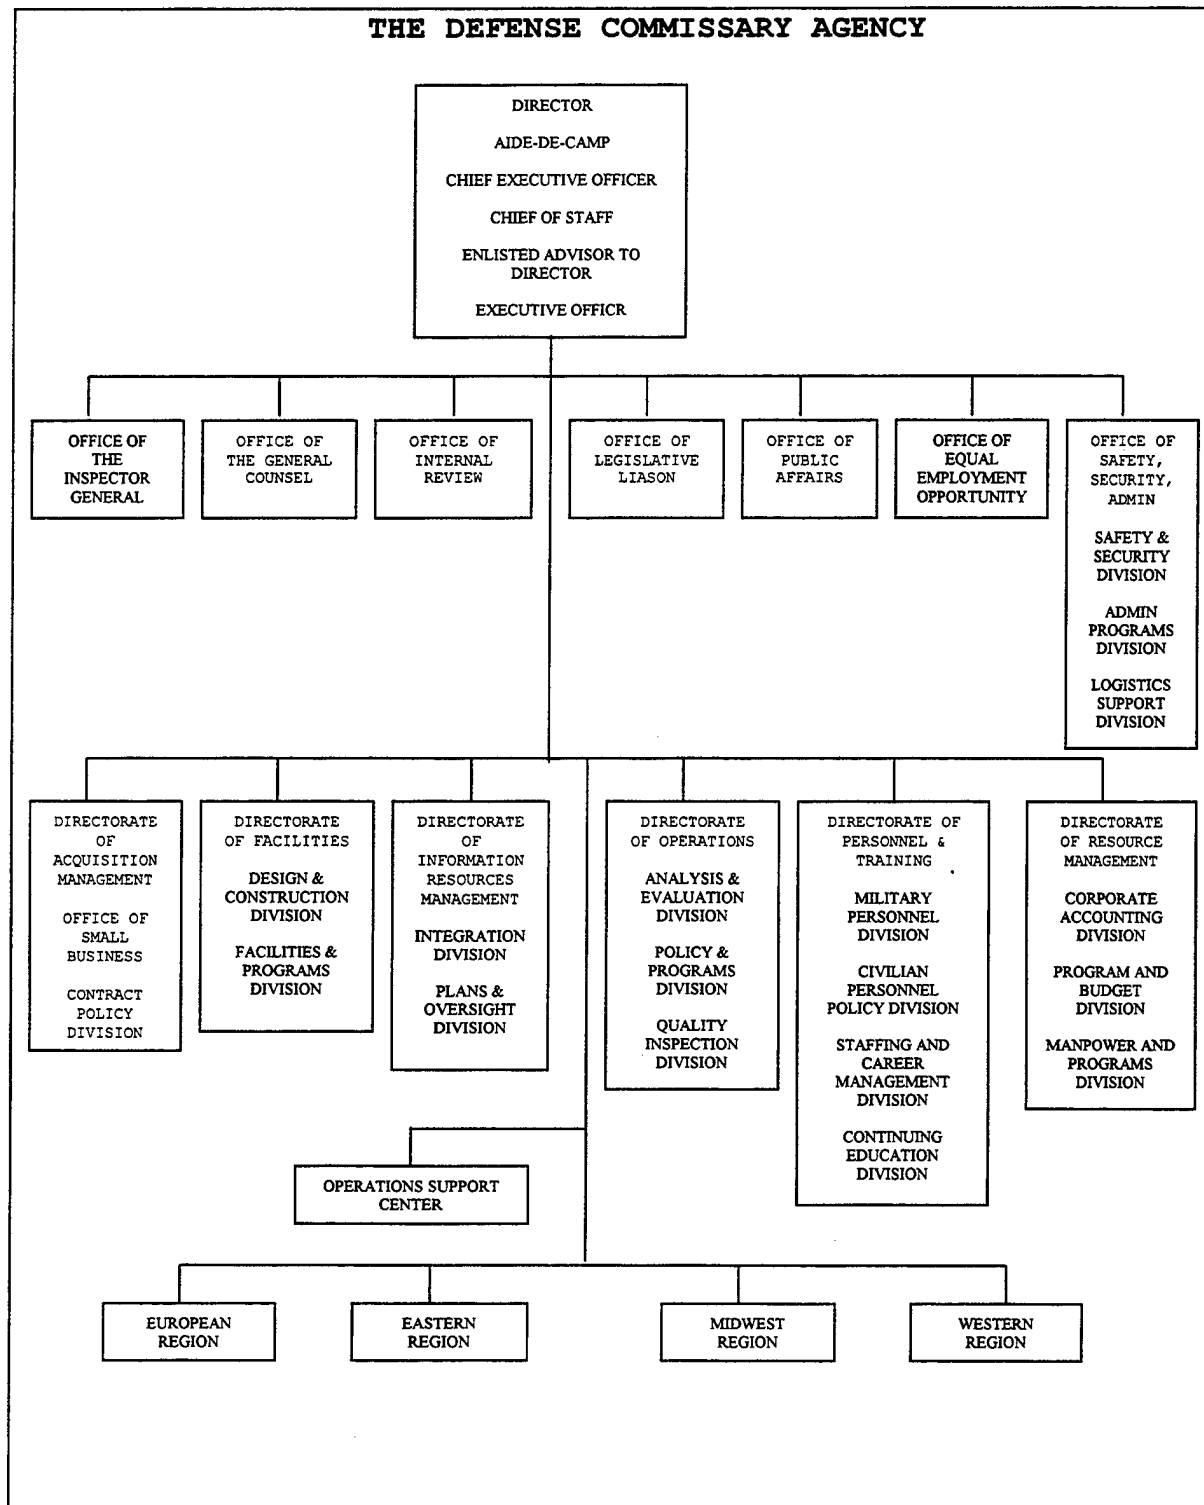 THE DEFENSE COMMISSARY AGENCY
DIRECTOR
AIDE-DE-CAMP
CHIEF EXECUTIVE OFFICER
CHIEF OF STAFF
ENLISTED ADVISOR TO
DIRECTOR
EXECUTIVE OFFICR
OFFICE OF
THE
INSPECTOR
GENERAL
OFFICE OF
THE GENERAL
COUNSEL
OFFICE OF
INTERNAL
REVIEW
OFFICE OF
LEGISLATIVE
LIASON
OFFICE OF
PUBLIC
AFFAIRS
OFFICE OF
EQUAL
EMPLOYMENT
OPPORTUNITY
OFFICE OF
SAFETY,
SECURITY,
ADMIN
SAFETY &
SECURITY
DIVISION
ADMIN
PROGRAMS
DIVISION
LOGISTICS
SUPPORT
DIVISION
DIRECTORATE
OF
ACQUISITION
MANAGEMENT
OFFICE OF
SMALL
BUSINESS
CONTRACT
POLICY
DIVISION
DIRECTORATE
OF FACILITIES
DESIGN &
CONSTRUCTION
DIVISION
FACILITIES &
PROGRAMS
DIVISION
DIRECTORATE
OF
INFORMATION
RESOURCES
MANAGEMENT
INTEGRATION
DIVISION
PLANS &
OVERSIGHT
DIVISION
DIRECTORATE
OF OPERATIONS
ANALYSIS &
EVALUATION
DIVISION
POLICY &
PROGRAMS
DIVISION
QUALITY
INSPECTION
DIVISION
DIRECTORATE OF
PERSONNEL &
TRAINING
MILITARY
PERSONNEL
DIVISION
CIVILIAN
PERSONNEL
POLICY DIVISION
STAFFING AND
CAREER
MANAGEMENT
DIVISION
CONTINUING
EDUCATION
DIVISION
DIRECTORATE
OF RESOURCE
MANAGEMENT
CORPORATE
ACCOUNTING
DIVISION
PROGRAM AND
BUDGET
DIVISION
MANPOWER AND
PROGRAMS
DIVISION
OPERATIONS SUPPORT
CENTER
EUROPEAN
REGION
EASTERN
REGION
MIDWEST
REGION
WESTERN
REGION